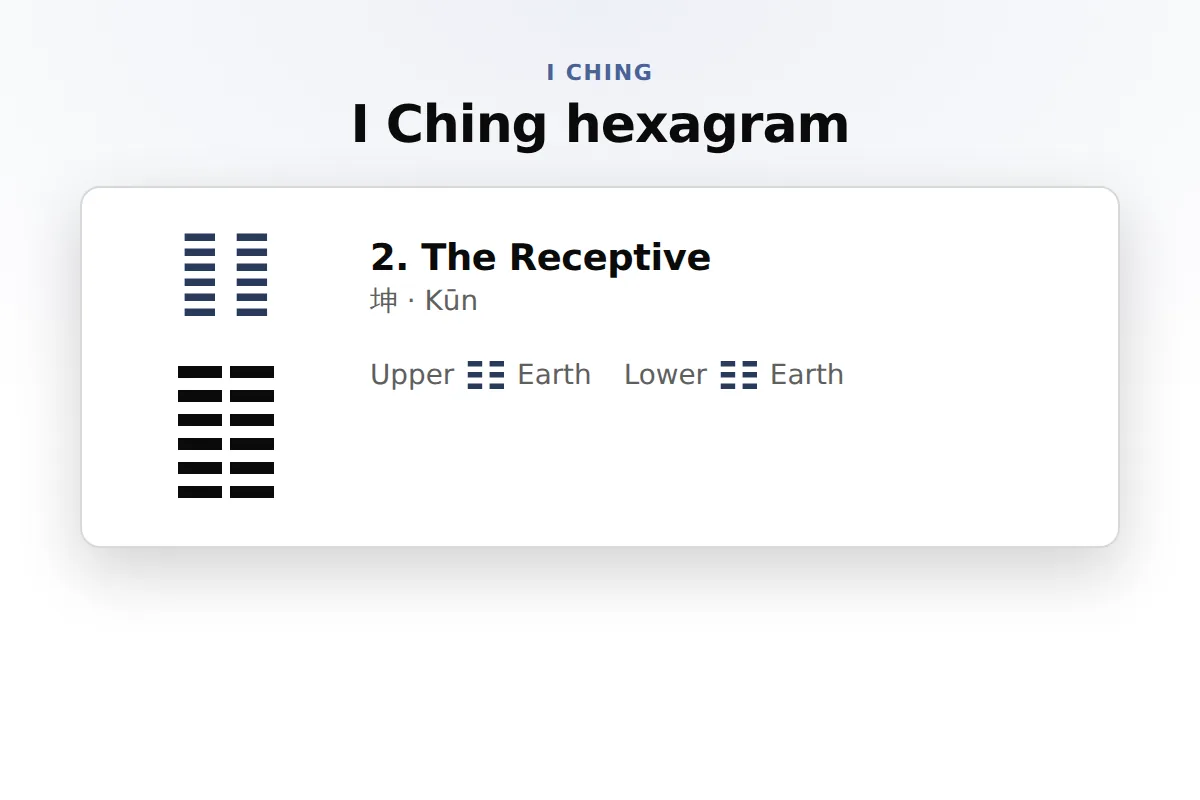 I CHING
I Ching hexagram
䷁
2. The Receptive
坤 · Kūn
Upper ☷ Earth Lower ☷ Earth